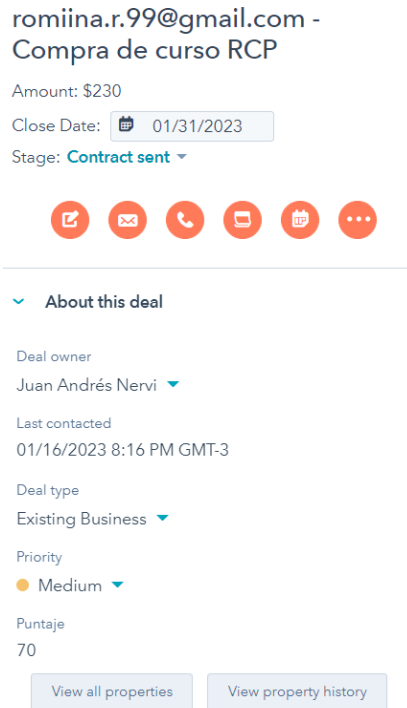 romiina.r.99@gmail.com -
Compra de curso RCP
Amount: $230
Close Date: 01/31/2023
Stage: Contract sent
About this deal
Deal owner
Juan Andrés Nervi
Last contacted
01/16/2023 8:16 PM GMT-3
Deal type
Existing Business
Priority
Medium
Puntaje
70
View all properties View property history